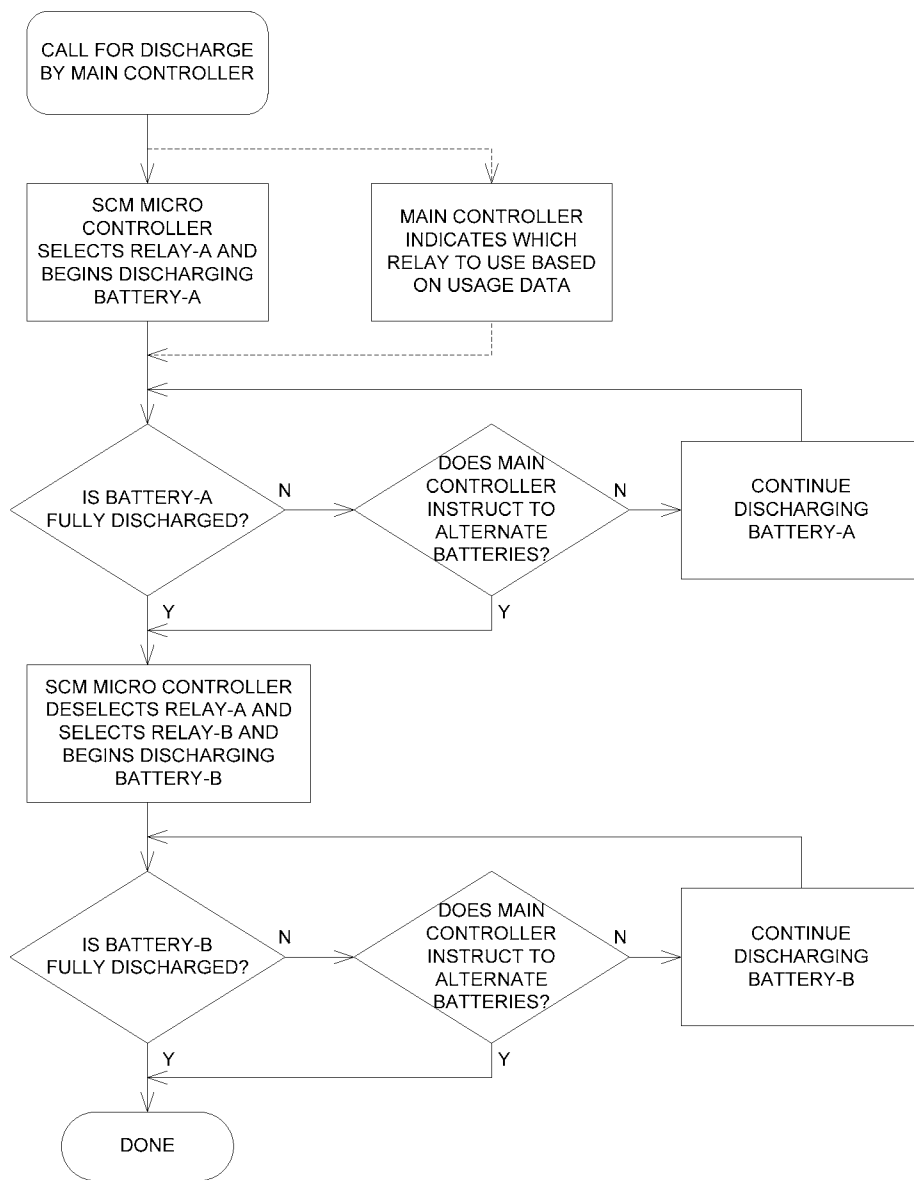 CALL FOR DISCHARGE
BY MAIN CONTROLLER
SCM MICRO
CONTROLLER
SELECTS RELAY-A AND
BEGINS DISCHARGING
BATTERY-A
MAIN CONTROLLER
INDICATES WHICH
RELAY TO USE BASED
ON USAGE DATA
IS BATTERY-A
FULLY DISCHARGED?
N
DOES MAIN
CONTROLLER
INSTRUCT TO
ALTERNATE
BATTERIES?
N
CONTINUE
DISCHARGING
BATTERY-A
Y
Y
SCM MICRO CONTROLLER
DESELECTS RELAY-A AND
SELECTS RELAY-B AND
BEGINS DISCHARGING
BATTERY-B
IS BATTERY-B
FULLY DISCHARGED?
N
DOES MAIN
CONTROLLER
INSTRUCT TO
ALTERNATE
BATTERIES?
N
CONTINUE
DISCHARGING
BATTERY-B
Y
Y
DONE